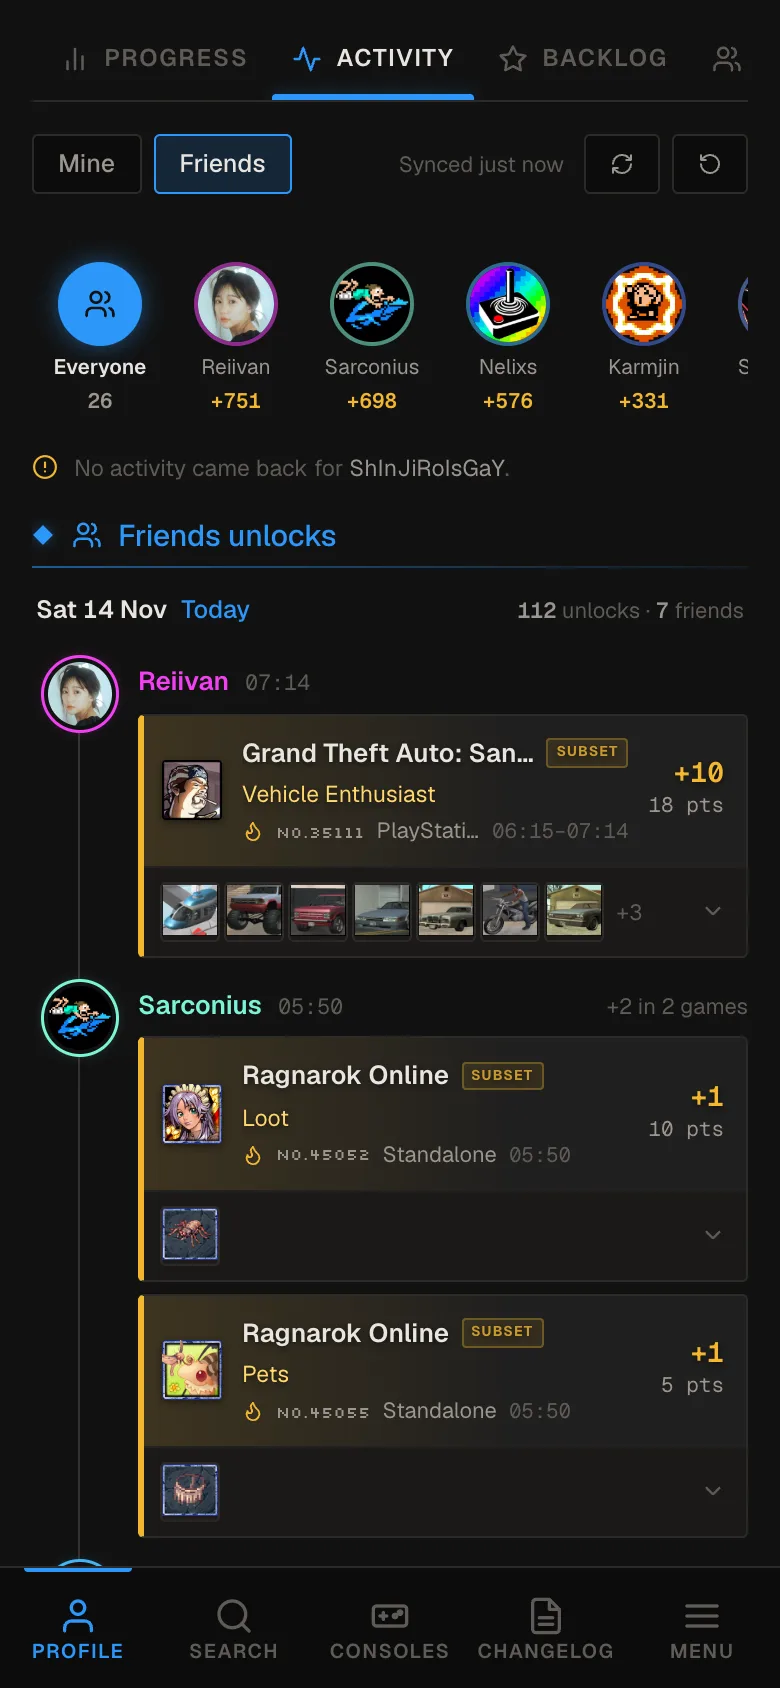 PROGRESS ACTIVITY BACKLOG
Mine Friends Synced just now
Everyone Reiivan Sarconius Nelixs Karmjin S
26 +751 +698 +576 +331
No activity came back for ShInJiRoIsGaY.
Friends unlocks
Sat 14 Nov Today 112 unlocks · 7 friends
Reiivan 07:14
Grand Theft Auto: San... SUBSET
+10
Vehicle Enthusiast
18 pts
NO.35111 PlayStati... 06:15–07:14
+3
Sarconius 05:50 +2 in 2 games
Ragnarok Online SUBSET
+1
Loot
10 pts
NO.45052 Standalone 05:50
Ragnarok Online SUBSET
+1
Pets
5 pts
NO.45055 Standalone 05:50
PROFILE SEARCH CONSOLES CHANGELOG MENU